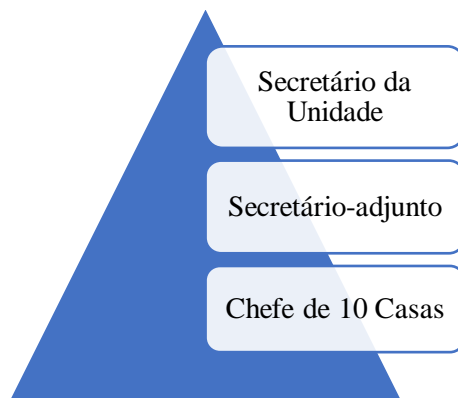 Secretário da
Unidade
Secretário-adjunto
Chefe de 10 Casas